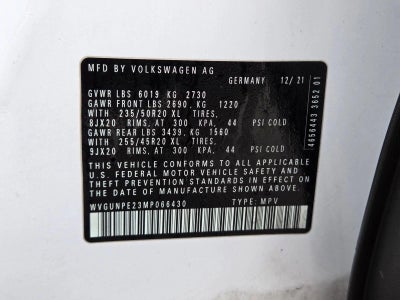 MFD BY VOLKSWAGEN AG
GERMANY 12/21
GVWR LBS 6019 KG 2730
GAWR FRONT LBS 2690, KG 1220
235/50R20 XL TIRES,
8JX20 RIMS, AT 300 KPA, 44 PSI COLD
GAWR REAR LBS 3439, KG 1560
255/45R20 XL TIRES,
9JX20 RIMS, AT 300 KPA, 44 PSI COLD
THIS VEHICLE CONFORMS TO ALL APPLICABLE
U.S. FEDERAL MOTOR VEHICLE SAFETY AND
THEFT PREVENTION STANDARDS IN EFFECT ON
THE DATE OF MANUFACTURE SHOWN ABOVE.
WVGUNPE23MP066430 TYPE: MPV
4656443 3652 01